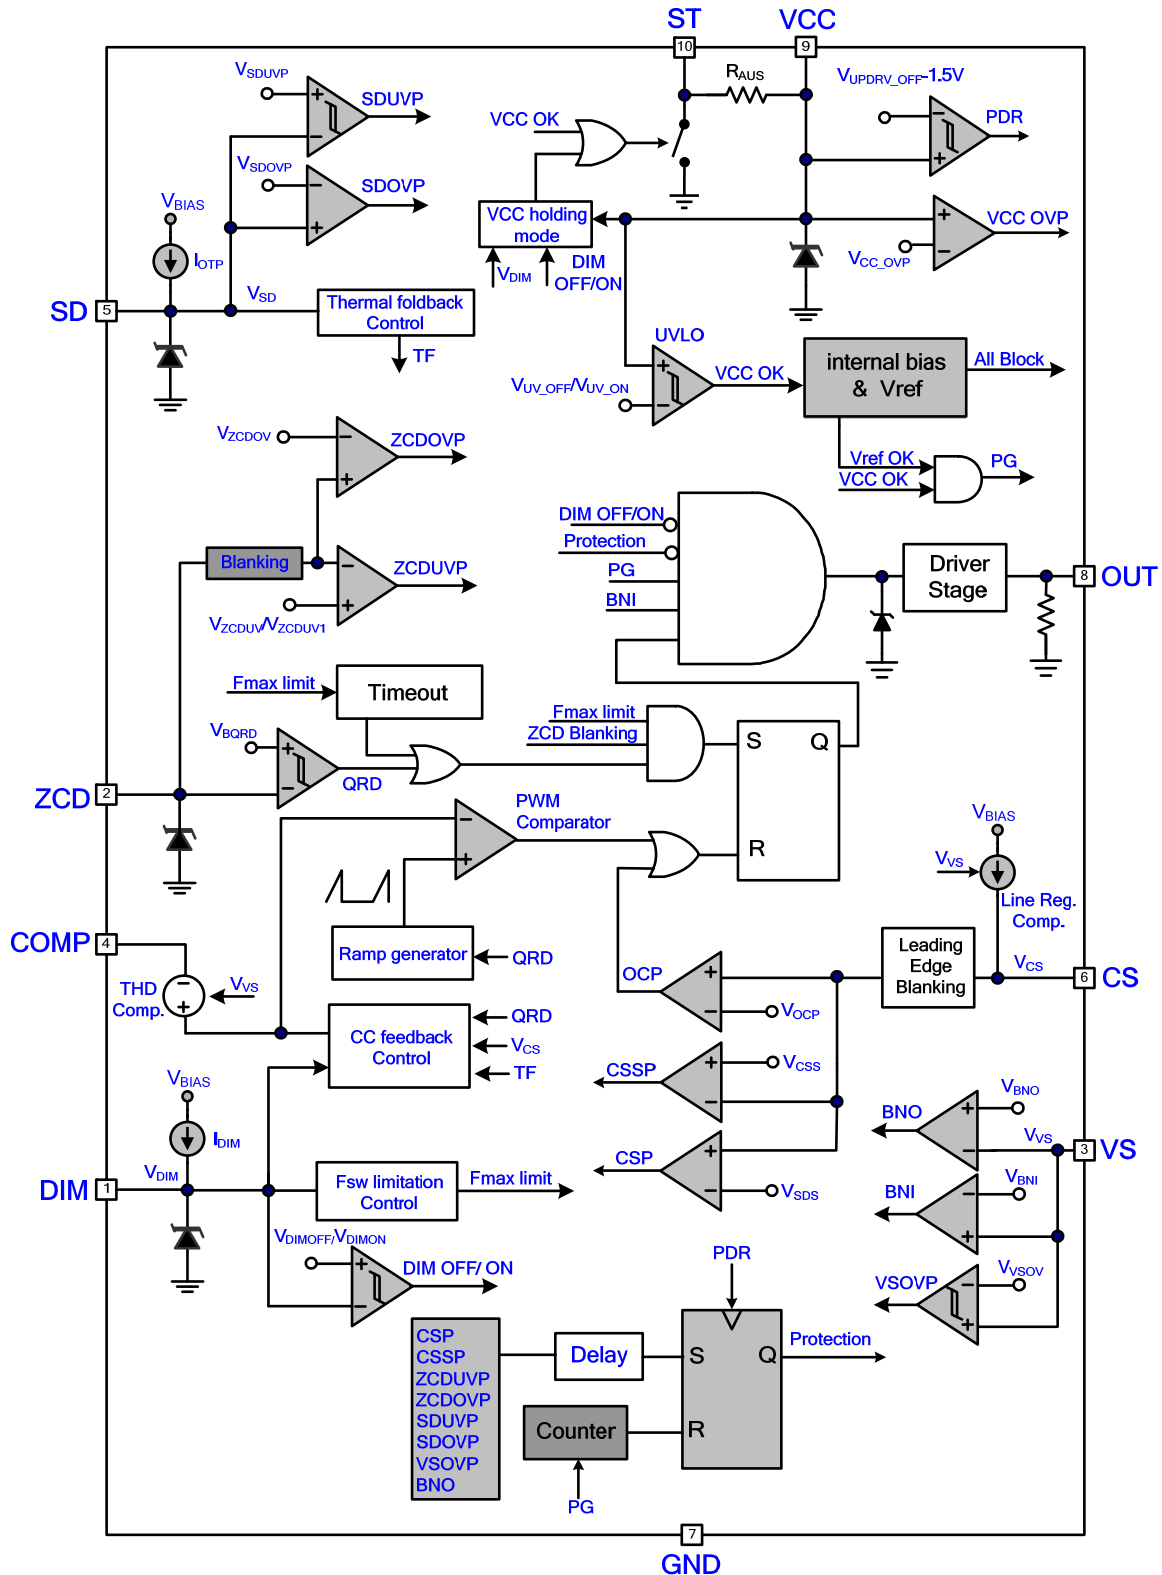 ST
VCC
10
9
VSDUVP
SDUVP
RAUS
VUPDRV_OFF-1.5V
PDR
VCC OK
VSDOVP
SDOVP
VBIAS
VCC holding
mode
VCC OVP
IOTP
VCC_OVP
VDIM
DIM
OFF/ON
VSD
SD
5
Thermal foldback
Control
TF
UVLO
internal bias
& Vref
All Block
VCC OK
VUV_OFF/VUV_ON
VZCDOV
ZCDOVP
Vref OK
VCC OK
PG
DIM OFF/ON
Protection
Blanking
ZCDUVP
PG
Driver
Stage
8
OUT
BNI
VZCDUV/VZCDUV1
Fmax limit
Timeout
Fmax limit
ZCD Blanking
VBQRD
S
Q
QRD
ZCD
2
PWM
Comparator
VBIAS
R
VVS
Line Reg.
Comp.
COMP
4
Ramp generator
QRD
OCP
Leading
Edge
Blanking
VCS
6
CS
THD
Comp.
VVS
VOCP
CC feedback
Control
QRD
VCS
TF
CSSP
VCSS
VBIAS
VBNO
BNO
IDIM
VVS
3
VS
CSP
VDIM
DIM
1
Fsw limitation
Control
Fmax limit
VSDS
VBNI
BNI
VDIMOFF/VDIMON
DIM OFF/ ON
PDR
VSOVP
VVSOV
CSP
CSSP
ZCDUVP
ZCDOVP
SDUVP
SDOVP
VSOVP
BNO
Delay
S
Q
Protection
Counter
R
PG
7
GND